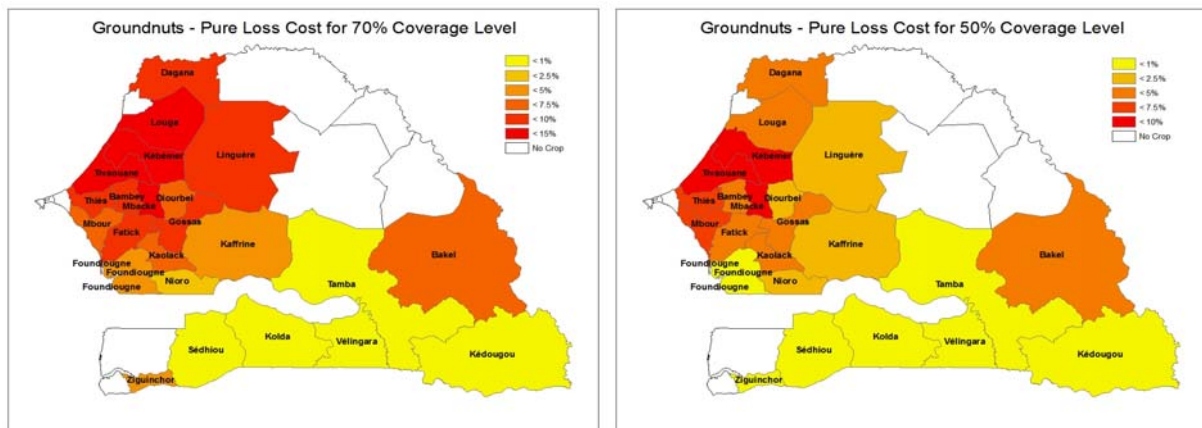 Groundnuts - Pure Loss Cost for 70% Coverage Level
< 1%
< 2.5%
< 5%
< 7.5%
< 10%
< 15%
No Crop
Dagana
Louga
Kébémer
Linguère
Tivaouane
Thiès
Bambey
Diourbel
Mbacke
Mbour
Gossas
Fatick
Kaffrine
Bakel
Kaolack
Foundiougne
Foundiougne
Foundiougne
Nioro
Tamba
Kolda
Vélingara
Sédhiou
Kédougou
Ziguinchor
Groundnuts - Pure Loss Cost for 50% Coverage Level
< 1%
< 2.5%
< 5%
< 7.5%
< 10%
No Crop
Dagana
Louga
Kébémer
Linguère
Tivaouane
Thiès
Bambey
Diourbel
Mbacke
Mbour
Gossas
Fatick
Kaffrine
Bakel
Kaolack
Foundiougne
Foundiougne
Foundiougne
Nioro
Tamba
Kolda
Vélingara
Sédhiou
Kédougou
Ziguinchor